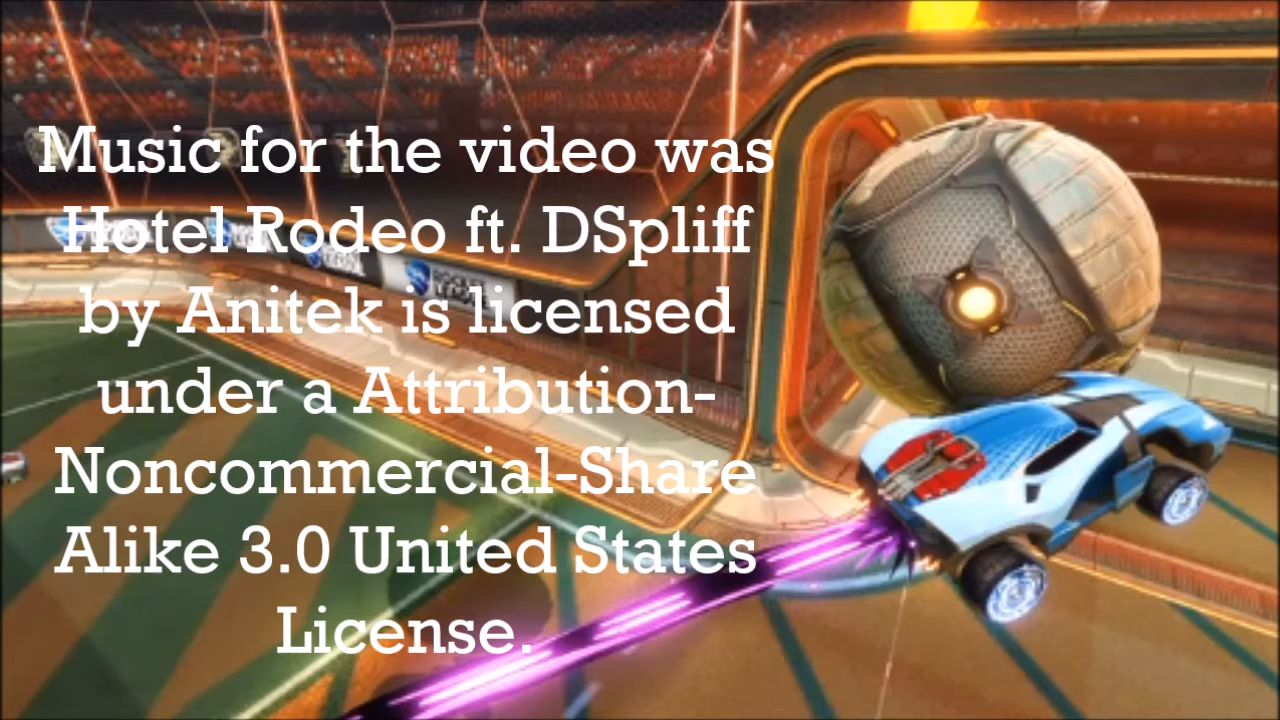 Music for the video was
Hotel Rodeo ft. DSpliff
by Anitek is licensed
under a Attribution-
Noncommercial-Share
Alike 3.0 United States
License.